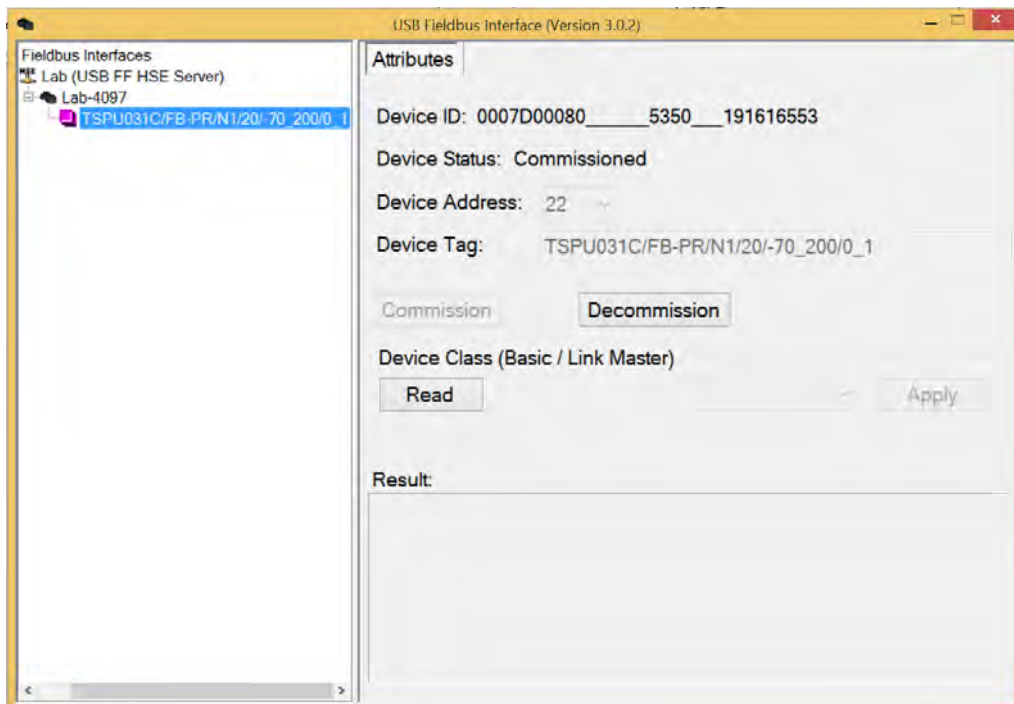 USB Fieldbus Interface (Version 3.0.2)
Fieldbus Interfaces
Lab (USB FF HSE Server)
Lab-4097
TSPU031C/FB-PR/N1/20/-70_200/0_1
Attributes
Device ID: 0007D00080______5350___191616553
Device Status: Commissioned
Device Address: 22
Device Tag: TSPU031C/FB-PR/N1/20/-70_200/0_1
Commission Decommission
Device Class (Basic / Link Master)
Read Apply
Result: